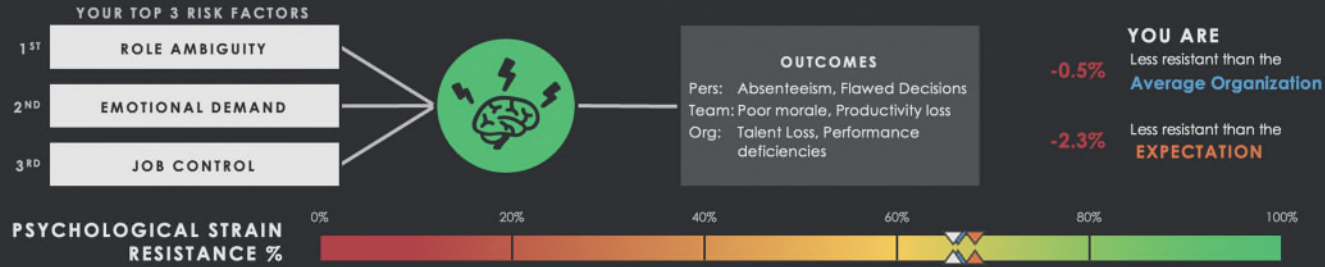 YOUR TOP 3 RISK FACTORS
1ST ROLE AMBIGUITY
2ND EMOTIONAL DEMAND
3RD JOB CONTROL
OUTCOMES
Pers: Absenteeism, Flawed Decisions
Team: Poor morale, Productivity loss
Org: Talent Loss, Performance
deficiencies
YOU ARE
-0.5% Less resistant than the
Average Organization
-2.3% Less resistant than the
EXPECTATION
PSYCHOLOGICAL STRAIN
RESISTANCE %
0% 20% 40% 60% 80% 100%